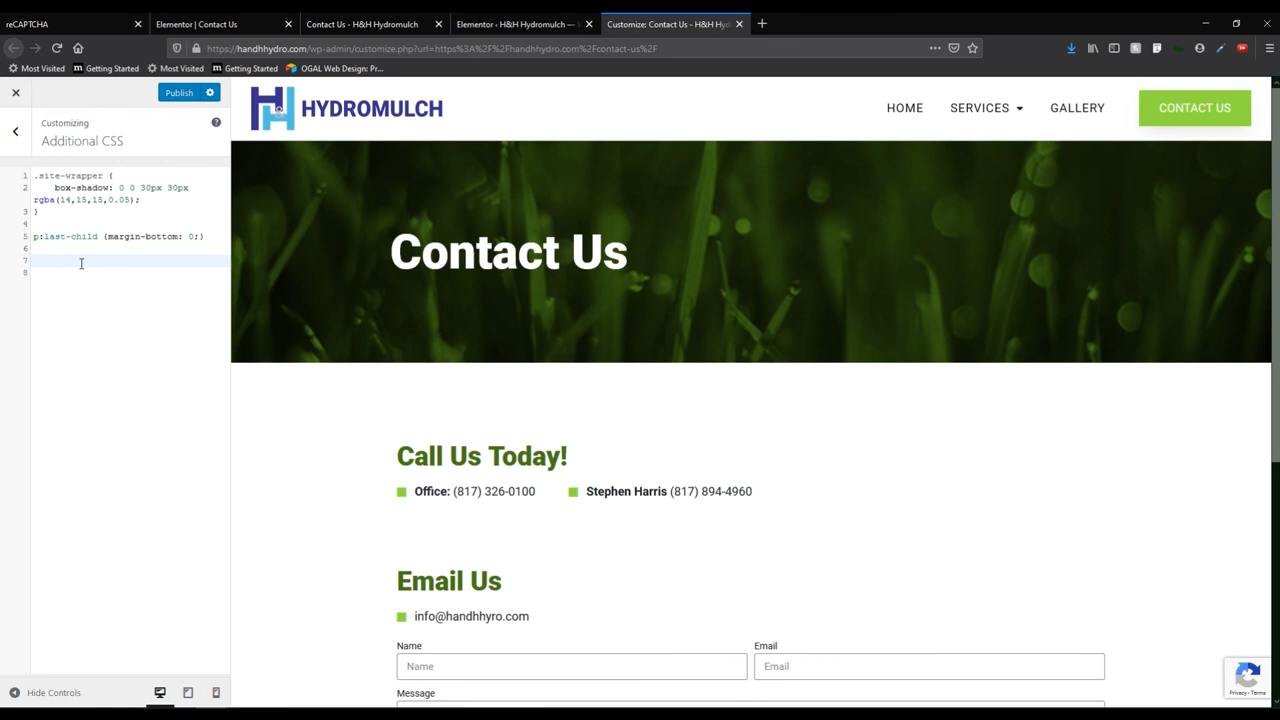 reCAPTCHA
Elementor | Contact Us
Contact Us - H&H Hydromulch
Elementor ‹ H&H Hydromulch —
Customize: Contact Us - H&H Hyd
https://handhhydro.com/wp-admin/customize.php?url=https%3A%2F%2Fhandhhydro.com%2Fcontact-us%2F
Most Visited
Getting Started
Most Visited
Getting Started
OGAL Web Design: Pr...
Publish
Customizing
Additional CSS
1 .site-wrapper {
2 box-shadow: 0 0 30px 30px
rgba(14,15,15,0.05);
3 }
4
5 p:last-child {margin-bottom: 0;}
6
7
8
Hide Controls
HYDROMULCH
HOME
SERVICES
GALLERY
CONTACT US
Contact Us
Call Us Today!
Office: (817) 326-0100
Stephen Harris (817) 894-4960
Email Us
info@handhhyro.com
Name
Email
Name
Email
Message
Privacy - Terms